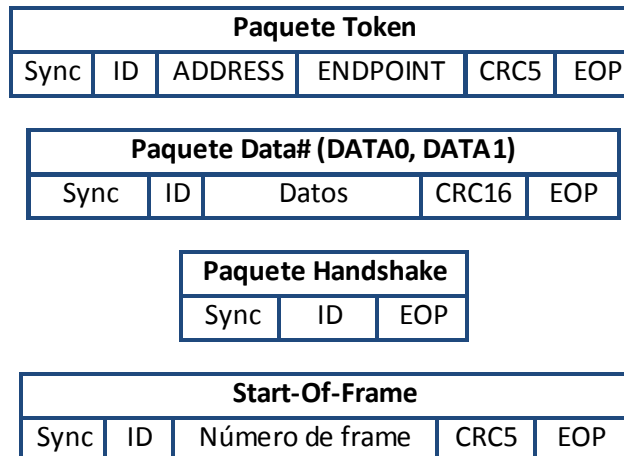 Paquete Token
Sync ID ADDRESS ENDPOINT CRC5 EOP
Paquete Data# (DATA0, DATA1)
Sync ID Datos CRC16 EOP
Paquete Handshake
Sync ID EOP
Start-Of-Frame
Sync ID Número de frame CRC5 EOP